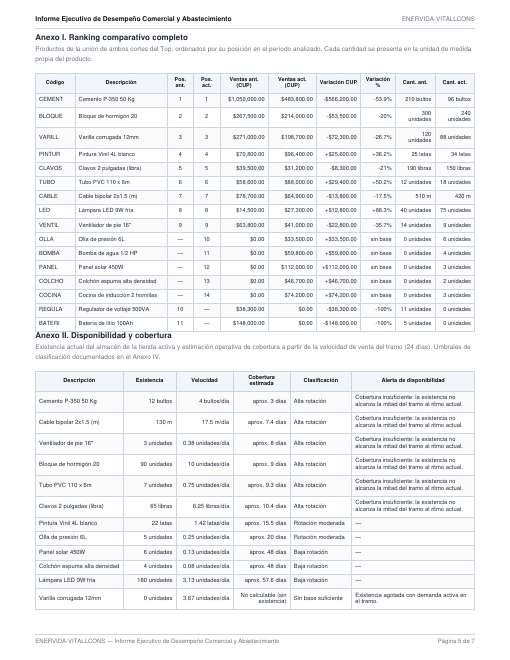 Informe Ejecutivo de Desempeño Comercial y Abastecimiento ENERVIDA-VITALLCONS
Anexo I. Ranking comparativo completo
Productos de la unión de ambos cortes del Top, ordenados por su posición en el período analizado. Cada cantidad se presenta en la unidad de medida
propia del producto.
Código Descripción Pos. ant. Pos. act. Ventas ant. (CUP) Ventas act. (CUP) Variación CUP Variación % Cant. ant. Cant. act.
CEMENT Cemento P-350 50 Kg 1 1 $1,050,000.00 $483,800.00 −$566,200.00 -53.9% 210 bultos 96 bultos
BLOQUE Bloque de hormigón 20 2 2 $267,500.00 $214,000.00 −$53,500.00 -20% 300 unidades 240 unidades
VARILL Varilla corrugada 12mm 3 3 $271,000.00 $198,700.00 −$72,300.00 -26.7% 120 unidades 88 unidades
PINTUR Pintura Vinil 4L blanco 4 4 $70,800.00 $96,400.00 +$25,600.00 +36.2% 25 latas 34 latas
CLAVOS Clavos 2 pulgadas (libra) 5 5 $39,500.00 $31,200.00 -$8,300.00 -21% 190 libras 150 libras
TUBO Tubo PVC 110 x 6m 6 6 $58,600.00 $88,000.00 +$29,400.00 +50.2% 12 unidades 18 unidades
CABLE Cable bipolar 2x1.5 (m) 7 7 $78,700.00 $64,900.00 −$13,800.00 -17.5% 510 m 420 m
LED Lámpara LED 9W fría 8 8 $14,500.00 $27,300.00 +$12,800.00 +88.3% 40 unidades 75 unidades
VENTIL Ventilador de pie 16" 9 9 $63,800.00 $41,000.00 −$22,800.00 -35.7% 14 unidades 9 unidades
OLLA Olla de presión 6L — 10 $0.00 $33,500.00 +$33,500.00 sin base 0 unidades 6 unidades
BOMBA Bomba de agua 1/2 HP — 11 $0.00 $59,800.00 +$59,800.00 sin base 0 unidades 4 unidades
PANEL Panel solar 450W — 12 $0.00 $112,000.00 +$112,000.00 sin base 0 unidades 3 unidades
COLCHO Colchón espuma alta densidad — 13 $0.00 $46,700.00 +$46,700.00 sin base 0 unidades 2 unidades
COCINA Cocina de inducción 2 hornillas — 14 $0.00 $74,200.00 +$74,200.00 sin base 0 unidades 3 unidades
REGULA Regulador de voltaje 500VA 10 — $38,300.00 $0.00 −$38,300.00 -100% 11 unidades 0 unidades
BATERI Batería de litio 100Ah 11 — $148,000.00 $0.00 −$148,000.00 -100% 5 unidades 0 unidades
Anexo II. Disponibilidad y cobertura
Existencia actual del almacén de la tienda activa y estimación operativa de cobertura a partir de la velocidad de venta del tramo (24 días). Umbrales de
clasificación documentados en el Anexo IV.
Descripción Existencia Velocidad Cobertura estimada Clasificación Alerta de disponibilidad
Cemento P-350 50 Kg 12 bultos 4 bultos/día aprox. 3 días Alta rotación Cobertura insuficiente: la existencia no alcanza la mitad del tramo al ritmo actual.
Cable bipolar 2x1.5 (m) 130 m 17.5 m/día aprox. 7.4 días Alta rotación Cobertura insuficiente: la existencia no alcanza la mitad del tramo al ritmo actual.
Ventilador de pie 16" 3 unidades 0.38 unidades/día aprox. 8 días Alta rotación Cobertura insuficiente: la existencia no alcanza la mitad del tramo al ritmo actual.
Bloque de hormigón 20 90 unidades 10 unidades/día aprox. 9 días Alta rotación Cobertura insuficiente: la existencia no alcanza la mitad del tramo al ritmo actual.
Tubo PVC 110 x 6m 7 unidades 0.75 unidades/día aprox. 9.3 días Alta rotación Cobertura insuficiente: la existencia no alcanza la mitad del tramo al ritmo actual.
Clavos 2 pulgadas (libra) 65 libras 6.25 libras/día aprox. 10.4 días Alta rotación Cobertura insuficiente: la existencia no alcanza la mitad del tramo al ritmo actual.
Pintura Vinil 4L blanco 22 latas 1.42 latas/día aprox. 15.5 días Rotación moderada —
Olla de presión 6L 5 unidades 0.25 unidades/día aprox. 20 días Rotación moderada —
Panel solar 450W 6 unidades 0.13 unidades/día aprox. 48 días Baja rotación —
Colchón espuma alta densidad 4 unidades 0.08 unidades/día aprox. 48 días Baja rotación —
Lámpara LED 9W fría 180 unidades 3.13 unidades/día aprox. 57.6 días Baja rotación —
Varilla corrugada 12mm 0 unidades 3.67 unidades/día No calculable (sin existencia) Sin base suficiente Existencia agotada con demanda activa en el tramo.
ENERVIDA-VITALLCONS — Informe Ejecutivo de Desempeño Comercial y Abastecimiento Página 5 de 7